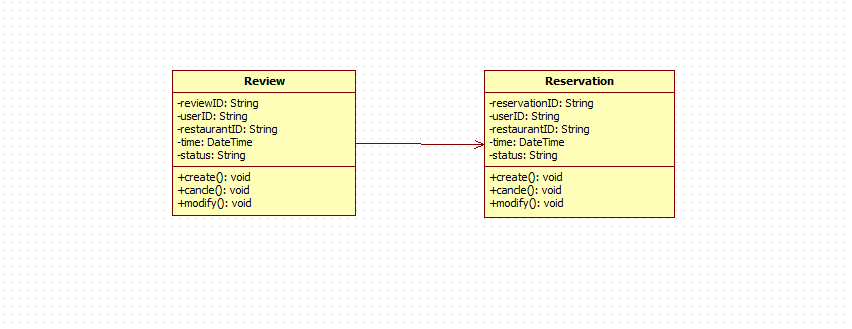 Review
-reviewID: String
-userID: String
-restaurantID: String
-time: DateTime
-status: String
+create(): void
+cancle(): void
+modify(): void
Reservation
-reservationID: String
-userID: String
-restaurantID: String
-time: DateTime
-status: String
+create(): void
+cancle(): void
+modify(): void